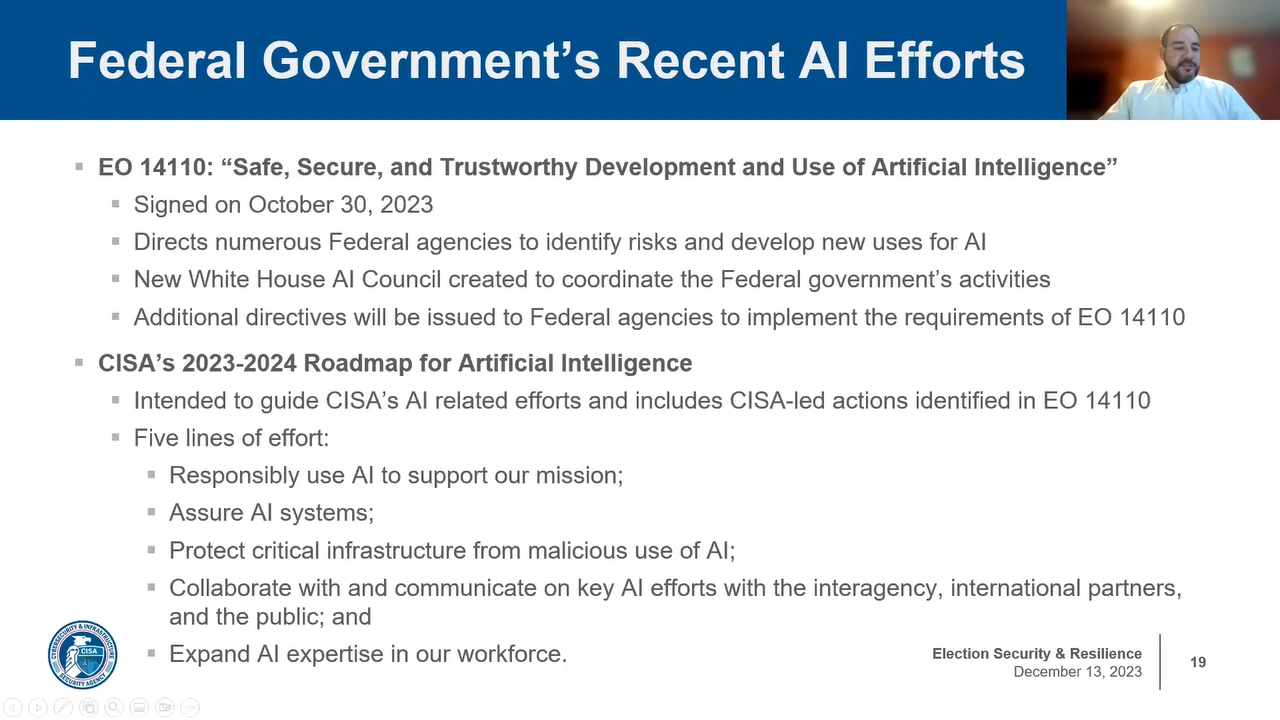 Federal Government’s Recent AI Efforts
EO 14110: “Safe, Secure, and Trustworthy Development and Use of Artificial Intelligence”
Signed on October 30, 2023
Directs numerous Federal agencies to identify risks and develop new uses for AI
New White House AI Council created to coordinate the Federal government’s activities
Additional directives will be issued to Federal agencies to implement the requirements of EO 14110
CISA’s 2023-2024 Roadmap for Artificial Intelligence
Intended to guide CISA’s AI related efforts and includes CISA-led actions identified in EO 14110
Five lines of effort:
Responsibly use AI to support our mission;
Assure AI systems;
Protect critical infrastructure from malicious use of AI;
Collaborate with and communicate on key AI efforts with the interagency, international partners,
and the public; and
Expand AI expertise in our workforce.
CYBERSECURITY & INFRASTRUCTURE
CISA
SECURITY AGENCY
Election Security & Resilience
December 13, 2023
19